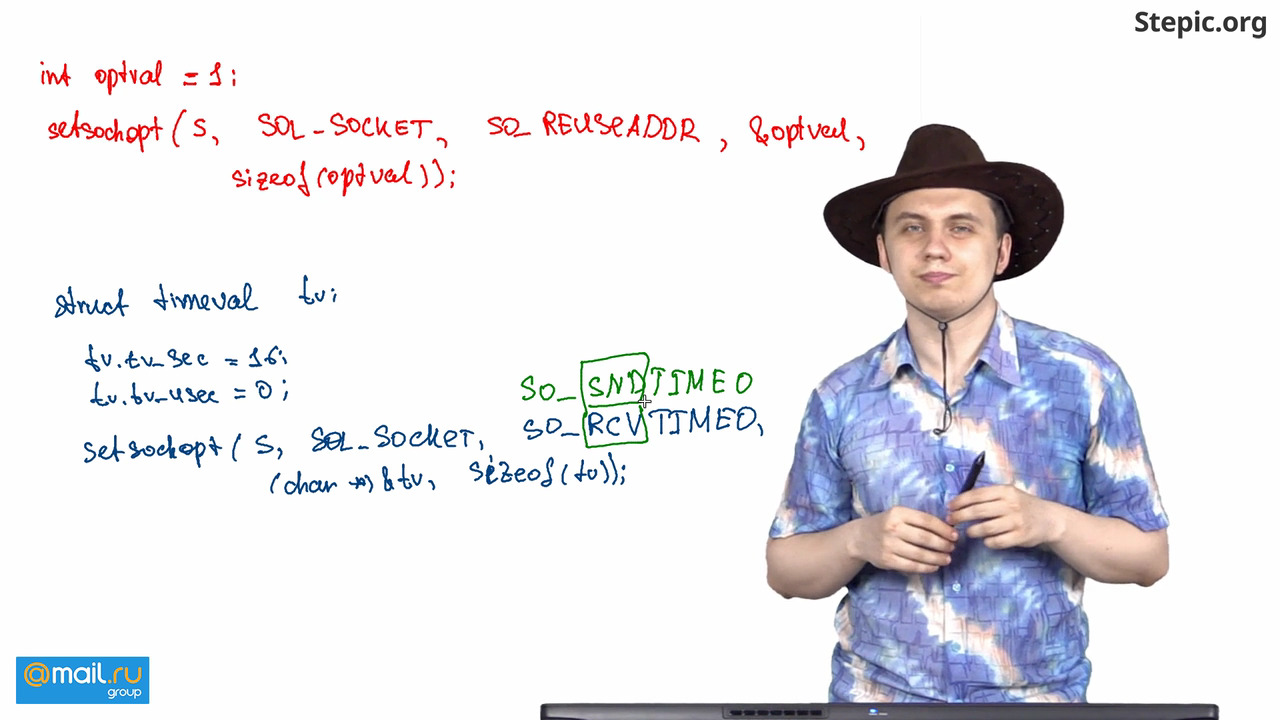 Stepic.org
int optval = 1;
setsockopt(S, SOL_SOCKET, SO_REUSEADDR, &optval,
sizeof(optval));
struct timeval tv;
tv.tv_sec = 16;
tv.tv_usec = 0;
SO_SNDTIMEO
setsockopt(S, SOL_SOCKET, SO_RCVTIMEO,
(char *)&tv, sizeof(tv));
@mail.ru
group